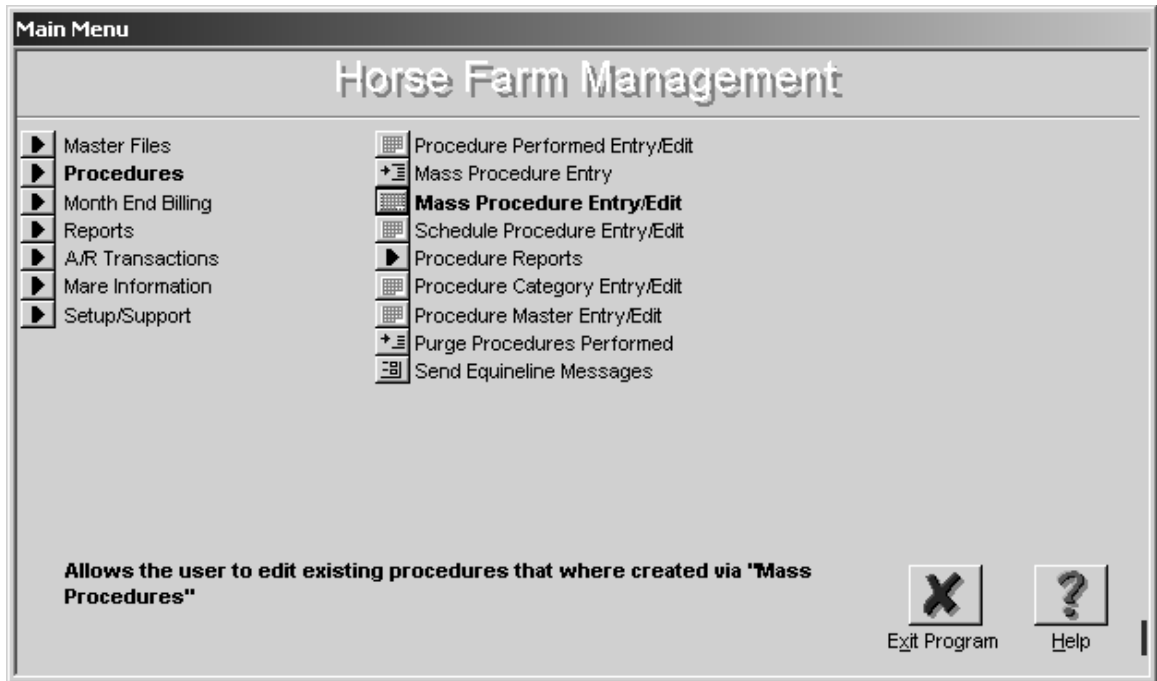 Main Menu
Horse Farm Management
Master Files
Procedures
Month End Billing
Reports
A/R Transactions
Mare Information
Setup/Support
Procedure Performed Entry/Edit
Mass Procedure Entry
Mass Procedure Entry/Edit
Schedule Procedure Entry/Edit
Procedure Reports
Procedure Category Entry/Edit
Procedure Master Entry/Edit
Purge Procedures Performed
Send Equineline Messages
Allows the user to edit existing procedures that where created via "Mass
Procedures"
Exit Program
Help